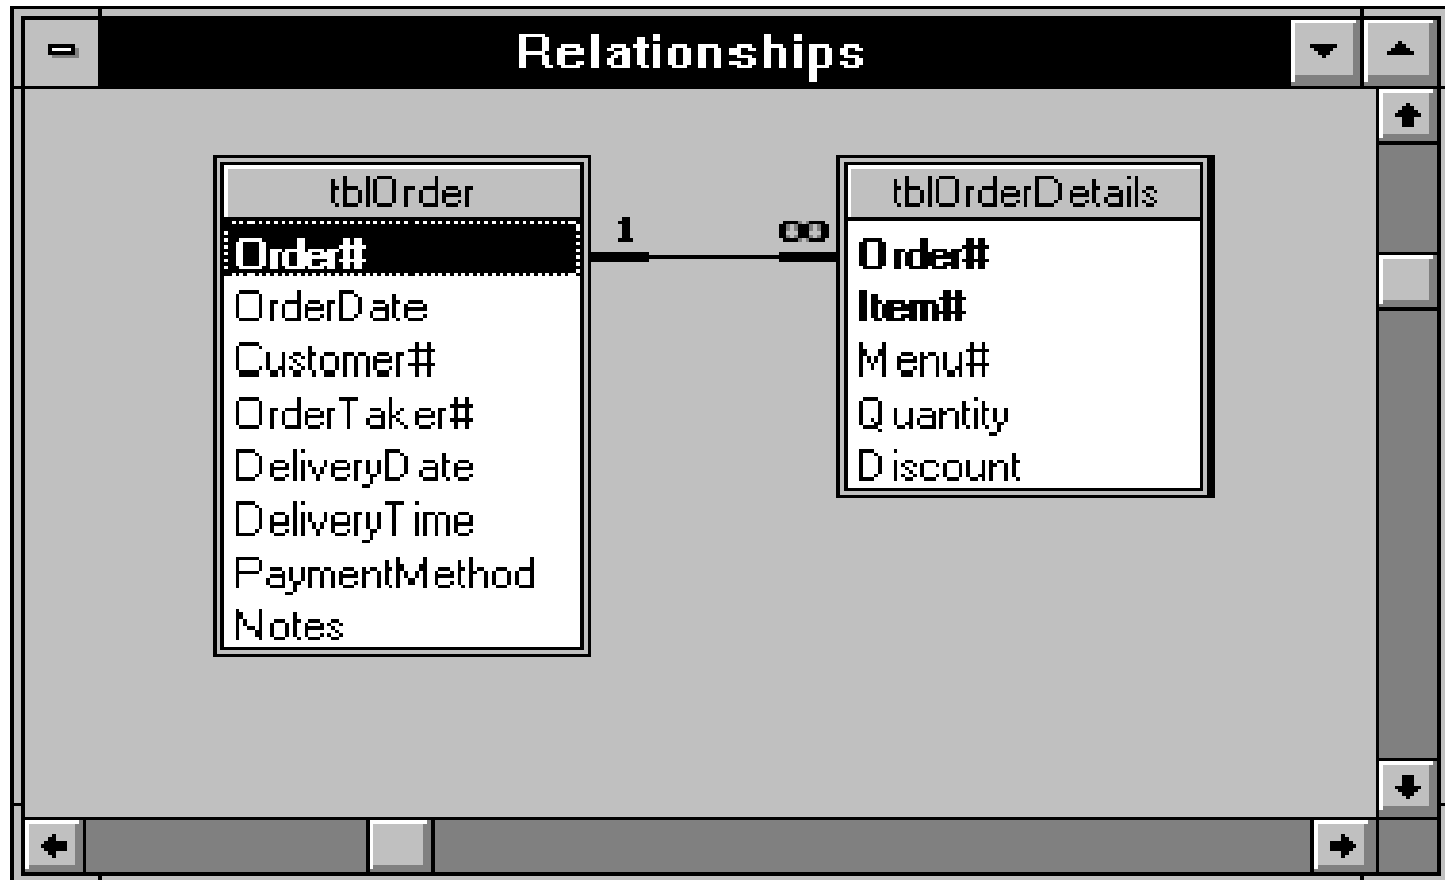 Relationships
tblOrder
Order#
OrderDate
Customer#
OrderTaker#
DeliveryDate
DeliveryTime
PaymentMethod
Notes
1 ∞
tblOrderDetails
Order#
Item#
Menu#
Quantity
Discount